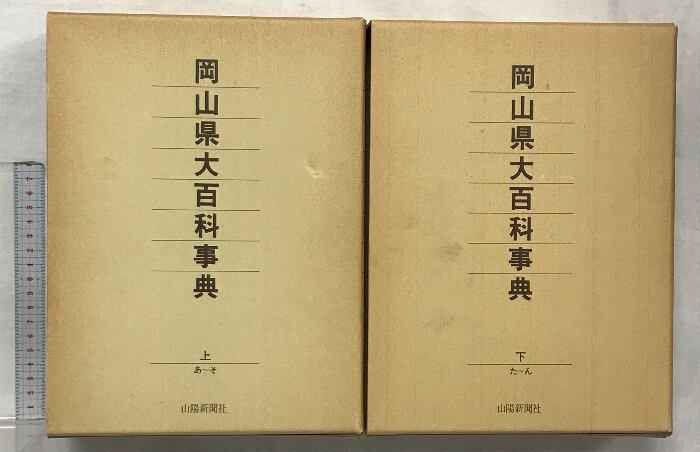 岡山県大百科事典
上
あ～そ
山陽新聞社
岡山県大百科事典
下
た～ん
山陽新聞社